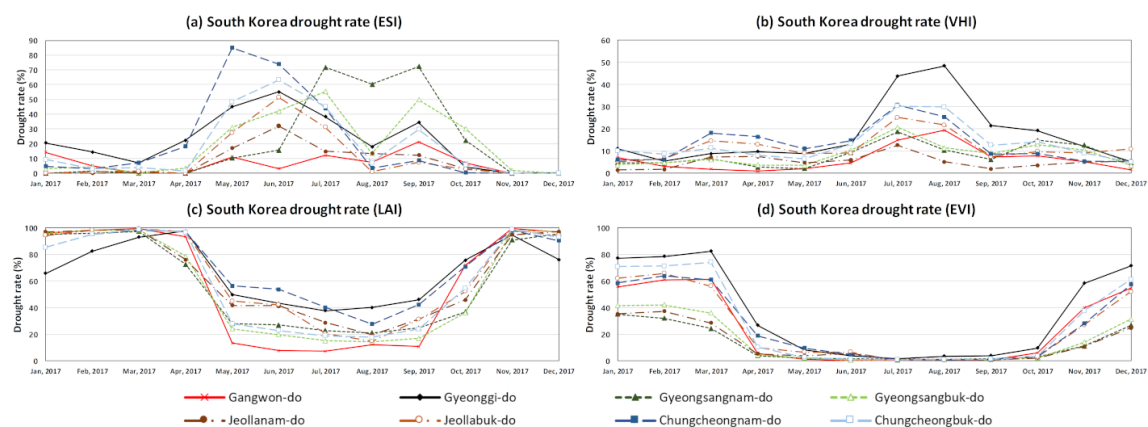 (a) South Korea drought rate (ESI)
Drought rate (%)
90
80
70
60
50
40
30
20
10
0
Jan, 2017 Feb, 2017 Mar, 2017 Apr, 2017 May, 2017 Jun, 2017 Jul, 2017 Aug, 2017 Sep, 2017 Oct, 2017 Nov, 2017 Dec, 2017
(b) South Korea drought rate (VHI)
Drought rate (%)
60
50
40
30
20
10
0
Jan, 2017 Feb, 2017 Mar, 2017 Apr, 2017 May, 2017 Jun, 2017 Jul, 2017 Aug, 2017 Sep, 2017 Oct, 2017 Nov, 2017 Dec, 2017
(c) South Korea drought rate (LAI)
Drought rate (%)
100
80
60
40
20
0
Jan, 2017 Feb, 2017 Mar, 2017 Apr, 2017 May, 2017 Jun, 2017 Jul, 2017 Aug, 2017 Sep, 2017 Oct, 2017 Nov, 2017 Dec, 2017
(d) South Korea drought rate (EVI)
Drought rate (%)
100
80
60
40
20
0
Jan, 2017 Feb, 2017 Mar, 2017 Apr, 2017 May, 2017 Jun, 2017 Jul, 2017 Aug, 2017 Sep, 2017 Oct, 2017 Nov, 2017 Dec, 2017
Gangwon-do Gyeonggi-do Gyeongsangnam-do Gyeongsangbuk-do
Jeollanam-do Jeollabuk-do Chungcheongnam-do Chungcheongbuk-do